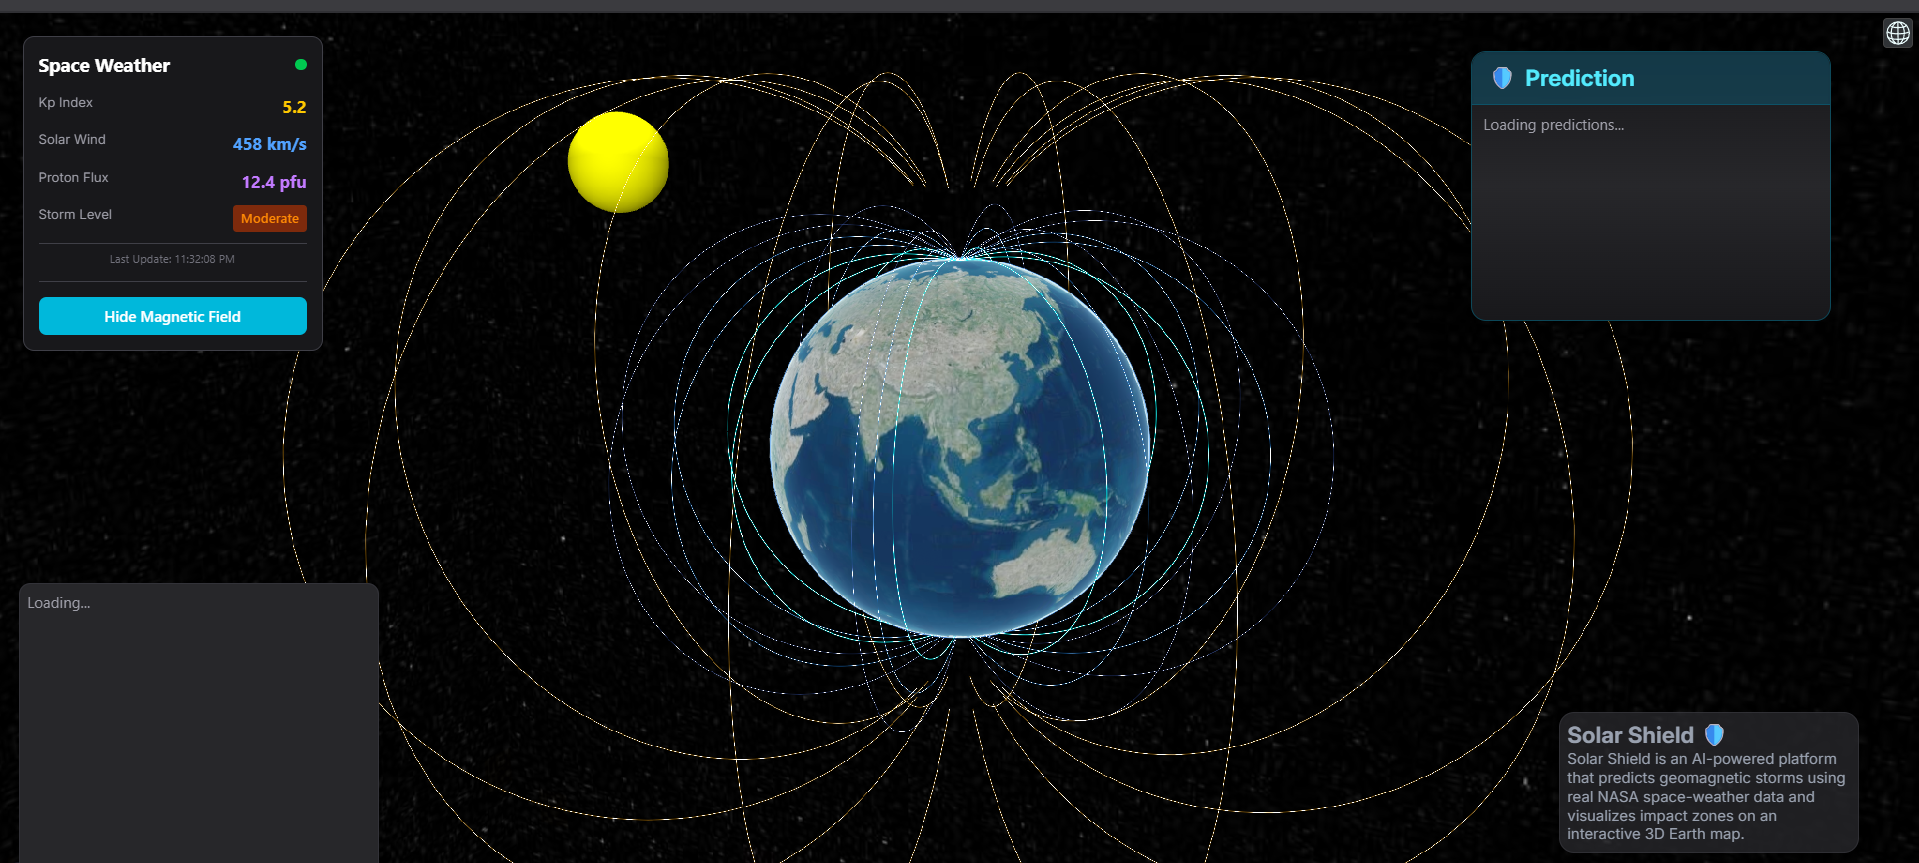 Space Weather
Kp Index 5.2
Solar Wind 458 km/s
Proton Flux 12.4 pfu
Storm Level Moderate
Last Update: 11:32:08 PM
Hide Magnetic Field
Loading...
Prediction
Loading predictions...
Solar Shield
Solar Shield is an AI-powered platform
that predicts geomagnetic storms using
real NASA space-weather data and
visualizes impact zones on an
interactive 3D Earth map.